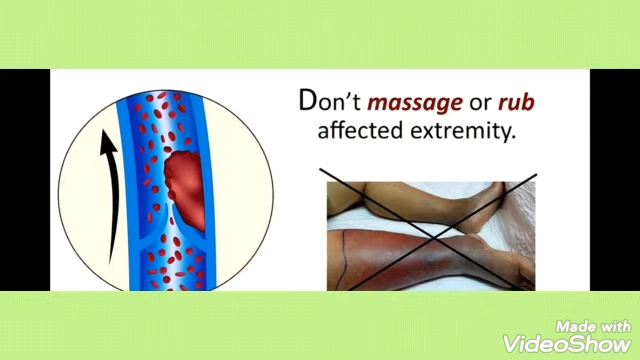 Don't massage or rub
affected extremity.
Made with
VideoShow